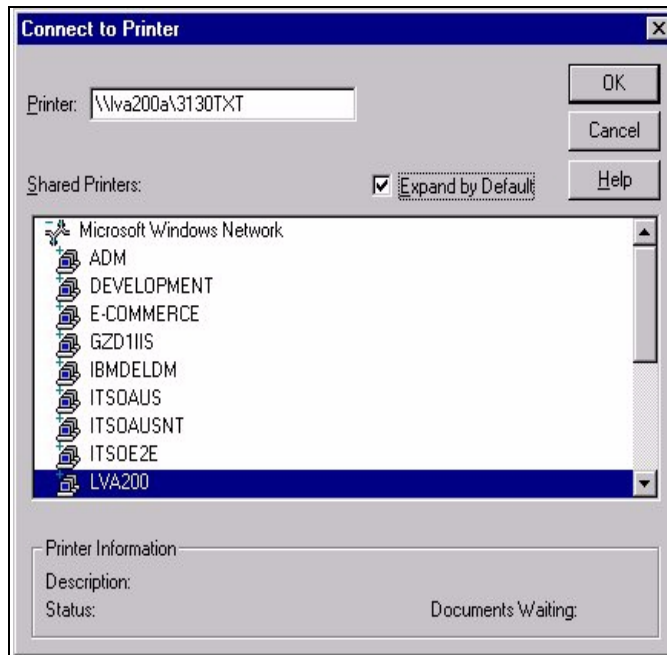 Connect to Printer
Printer: \\lva200a\3130TXT
OK
Cancel
Shared Printers:
Expand by Default
Help
Microsoft Windows Network
ADM
DEVELOPMENT
E-COMMERCE
GZD1IIS
IBMDELDM
ITSOAUS
ITSOAUSNT
ITSOE2E
LVA200
Printer Information
Description:
Status:
Documents Waiting: